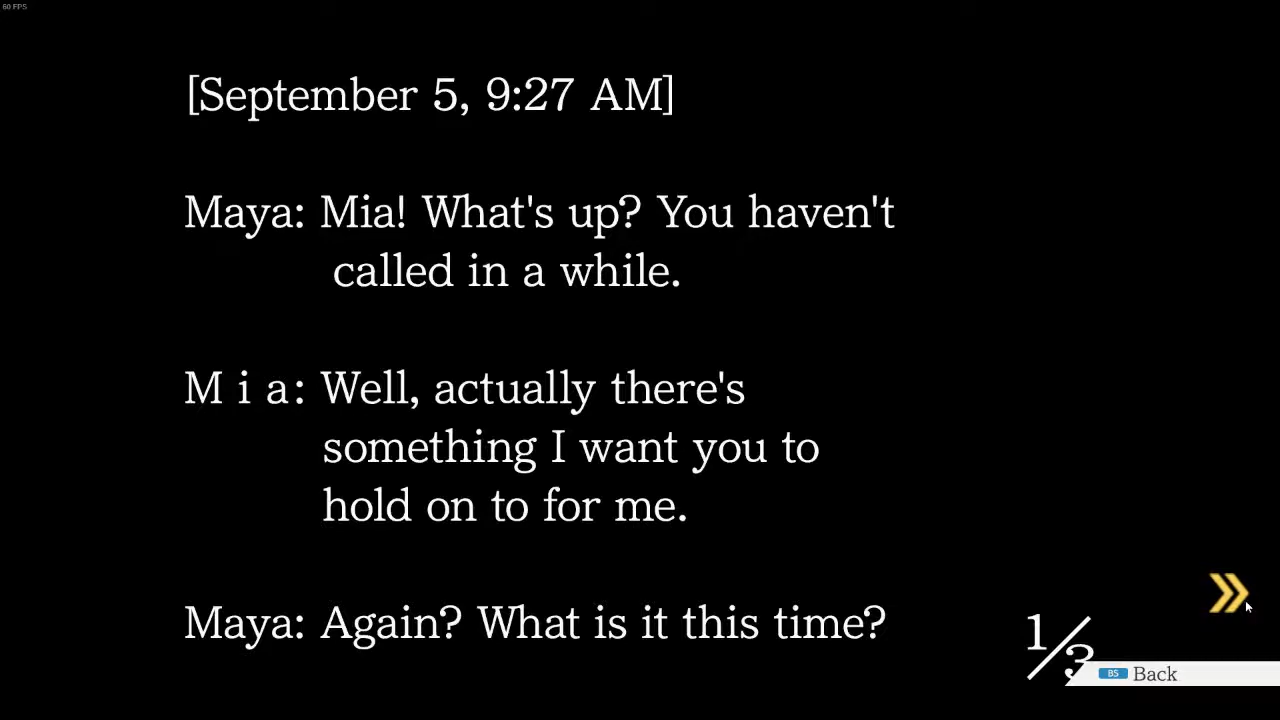 60 FPS
[September 5, 9:27 AM]
Maya: Mia! What's up? You haven't
called in a while.
M i a: Well, actually there's
something I want you to
hold on to for me.
Maya: Again? What is it this time?
1/3
BS Back